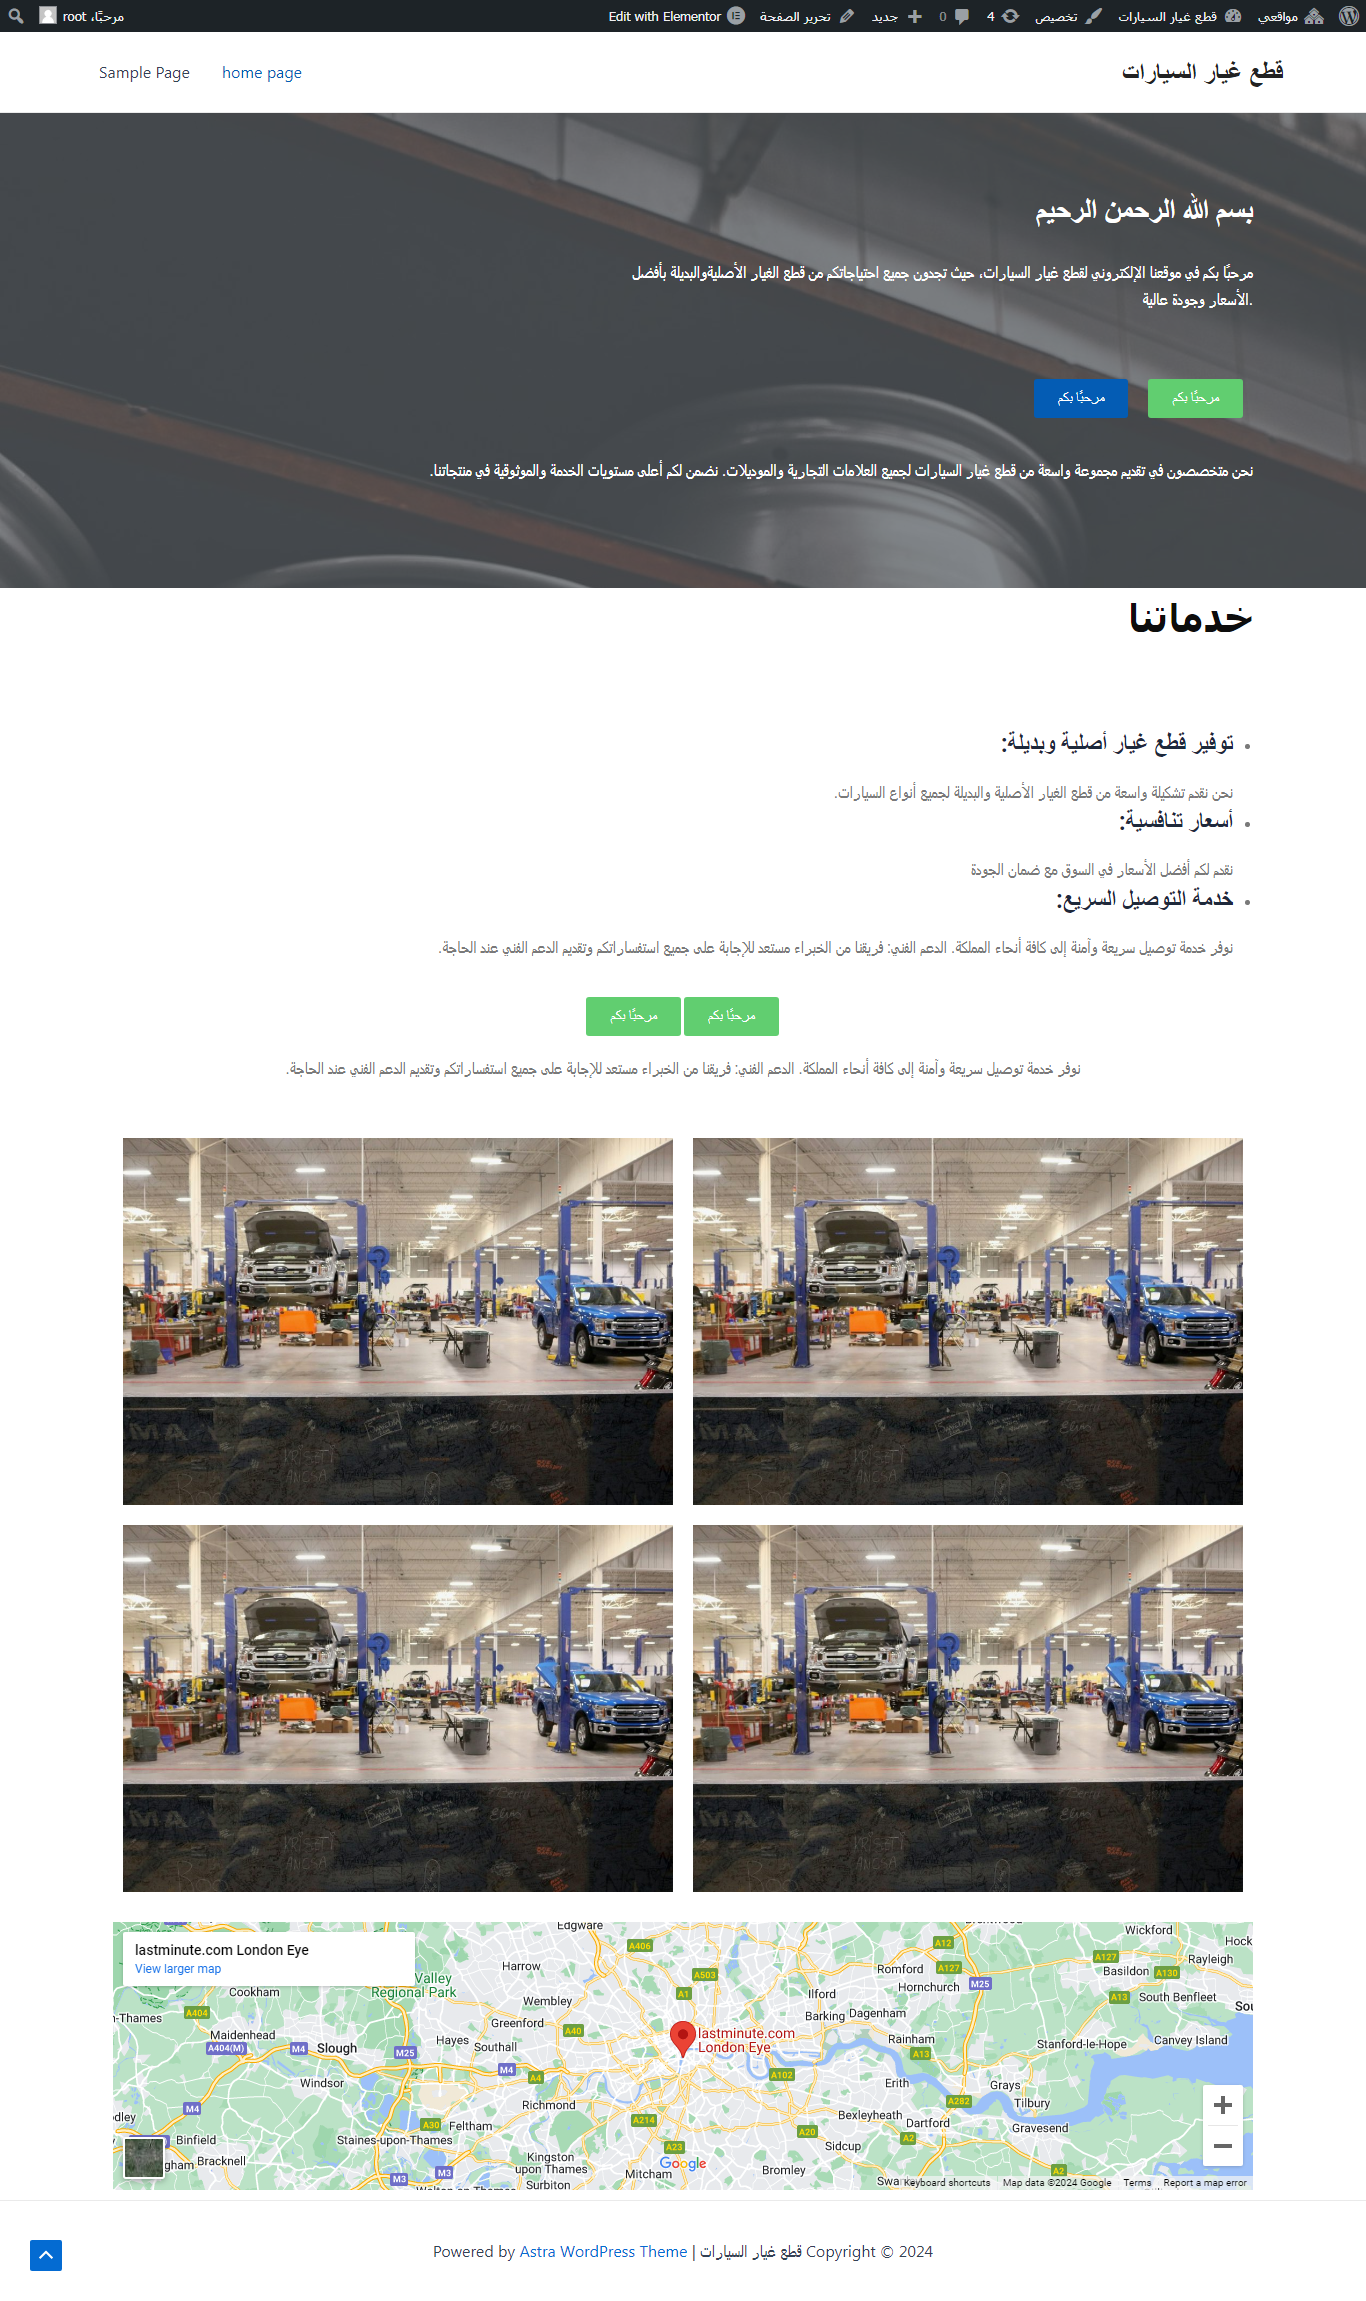 مواقعي
قطع غيار السيارات
تخصيص
4
0
جديد
تحرير الصفحة
Edit with Elementor
مرحبًا، root
قطع غيار السيارات
home page
Sample Page
بسم الله الرحمن الرحيم
مرحبًا بكم في موقعنا الإلكتروني لقطع غيار السيارات، حيث تجدون جميع احتياجاتكم من قطع الغيار الأصليةوالبديلة بأفضل
الأسعار وجودة عالية.
مرحبًا بكم
مرحبًا بكم
نحن متخصصون في تقديم مجموعة واسعة من قطع غيار السيارات لجميع العلامات التجارية والموديلات. نضمن لكم أعلى مستويات الخدمة والموثوقية في منتجاتنا.
خدماتنا
توفير قطع غيار أصلية وبديلة:
نحن نقدم تشكيلة واسعة من قطع الغيار الأصلية والبديلة لجميع أنواع السيارات.
أسعار تنافسية:
نقدم لكم أفضل الأسعار في السوق مع ضمان الجودة
خدمة التوصيل السريع:
نوفر خدمة توصيل سريعة وآمنة إلى كافة أنحاء المملكة. الدعم الفني: فريقنا من الخبراء مستعد للإجابة على جميع استفساراتكم وتقديم الدعم الفني عند الحاجة.
مرحبًا بكم
مرحبًا بكم
نوفر خدمة توصيل سريعة وآمنة إلى كافة أنحاء المملكة. الدعم الفني: فريقنا من الخبراء مستعد للإجابة على جميع استفساراتكم وتقديم الدعم الفني عند الحاجة.
lastminute.com London Eye
View larger map
Edgware
Wickford
A406
A12
Hock
Harrow
A503
Romford
A127
A127
Rayleigh
Basildon
A130
Valley
Regional Park
M25
Hornchurch
Cookham
Wembley
A1
Ilford
A13
South Benfleet
A404
Barking
Dagenham
Sou
n-Thames
Greenford
A40
Maidenhead
Hayes
lastminute.com
London Eye
Rainham
Stanford-le-Hope
Canvey Island
A404(M)
M4
Slough
M25
Southall
A13
M4
A4
A102
Windsor
Erith
Grays
Richmond
A282
Tilbury
M4
A214
Bexleyheath
Dartford
Gravesend
dley
A30
Feltham
A20
A2
Binfield
Staines-upon-Thames
A23
Sidcup
gham
Bracknell
Kingston
upon Thames
Google
Bromley
A2
M3
M3
Mitcham
Surbiton
Swa
Keyboard shortcuts
Map data ©2024 Google
Terms
Report a map error
Powered by Astra WordPress Theme | قطع غيار السيارات Copyright © 2024